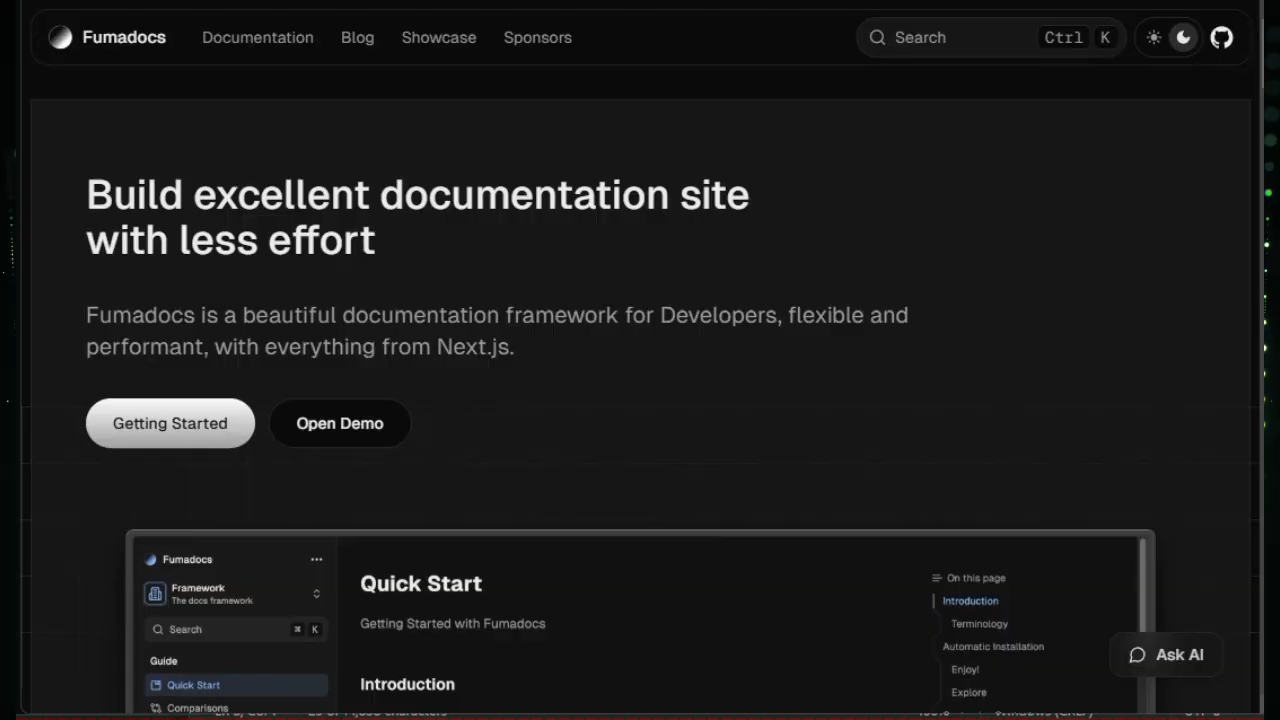 Fumadocs
Documentation
Blog
Showcase
Sponsors
Search
Ctrl K
Build excellent documentation site
with less effort
Fumadocs is a beautiful documentation framework for Developers, flexible and
performant, with everything from Next.js.
Getting Started
Open Demo
Fumadocs
Framework
The docs framework
Search
⌘ K
Guide
Quick Start
Comparisons
Quick Start
Getting Started with Fumadocs
Introduction
On this page
Introduction
Terminology
Automatic Installation
Enjoy!
Explore
Ask AI